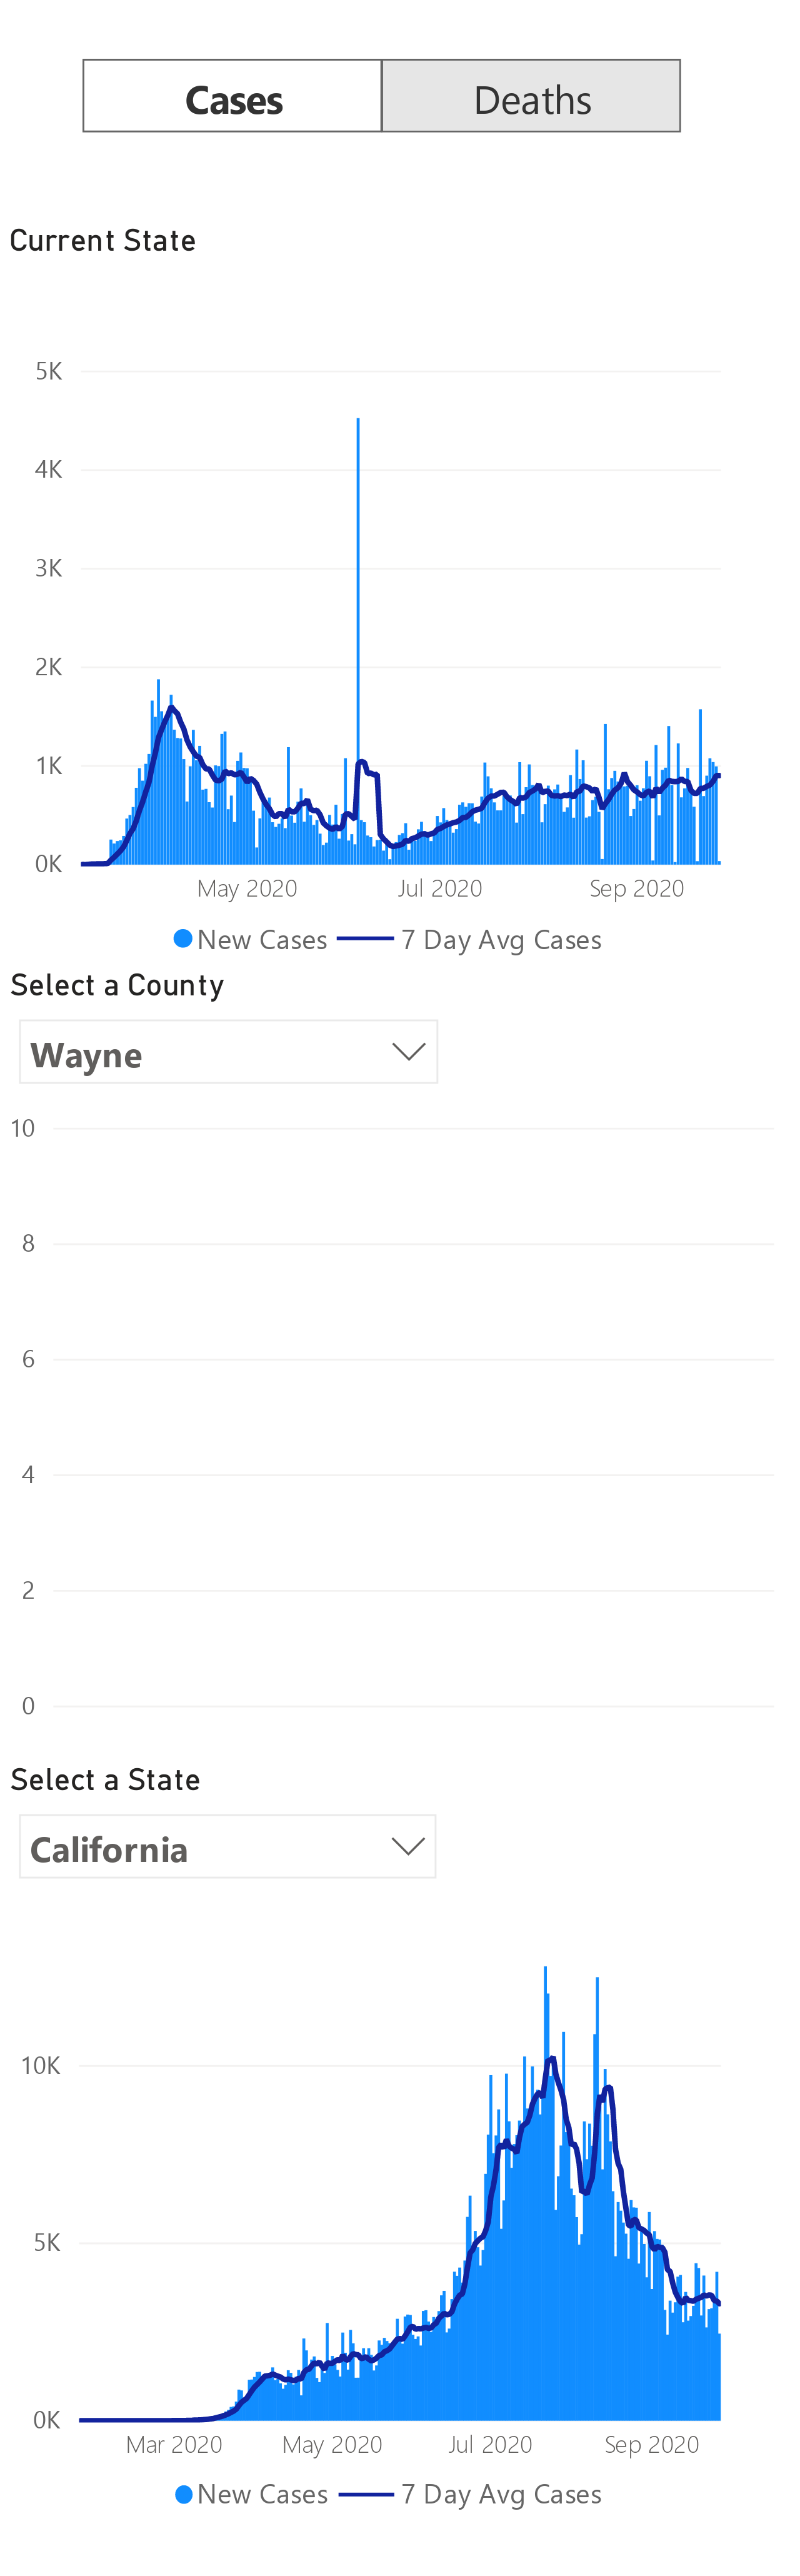 Cases Deaths
Current State
5K
4K
3K
2K
1K
0K
May 2020 Jul 2020 Sep 2020
New Cases 7 Day Avg Cases
Select a County
Wayne
10
8
6
4
2
0
Select a State
California
10K
5K
0K
Mar 2020 May 2020 Jul 2020 Sep 2020
New Cases 7 Day Avg Cases